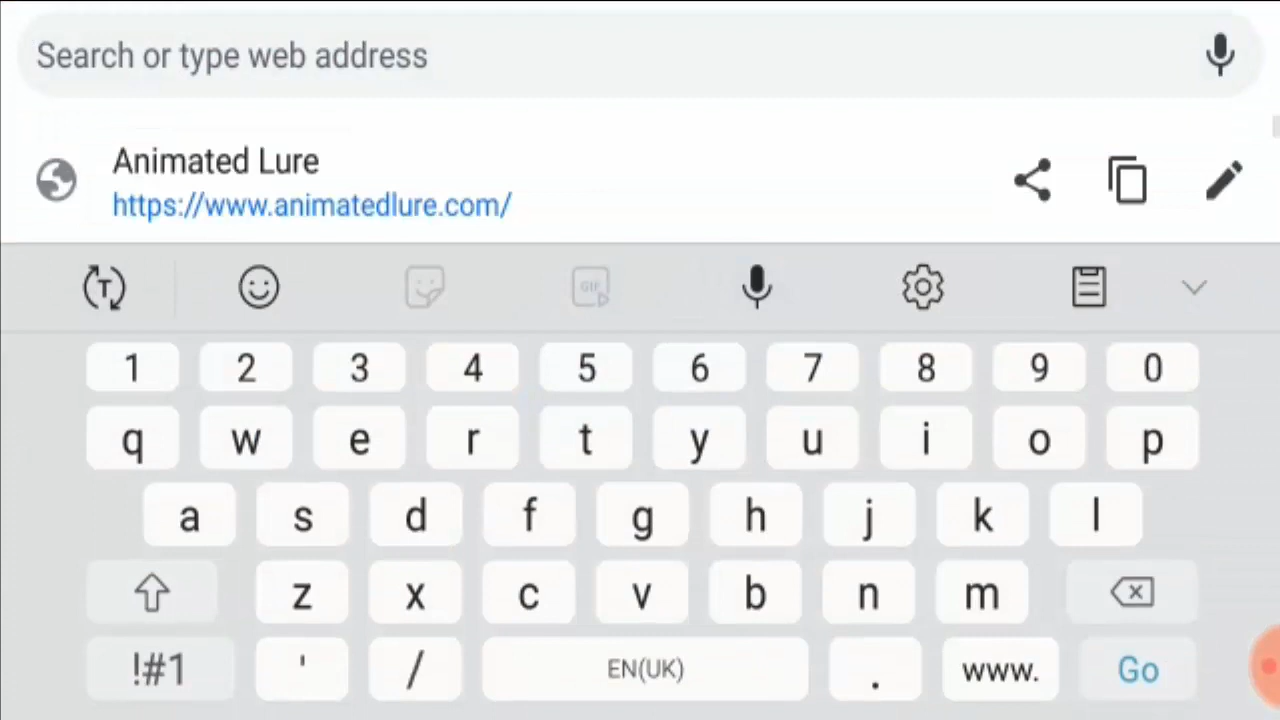 Search or type web address
Animated Lure
https://www.animatedlure.com/
T
GIF
1 2 3 4 5 6 7 8 9 0
q w e r t y u i o p
a s d f g h j k l
z x c v b n m
!#1 ' / EN(UK) . www. Go